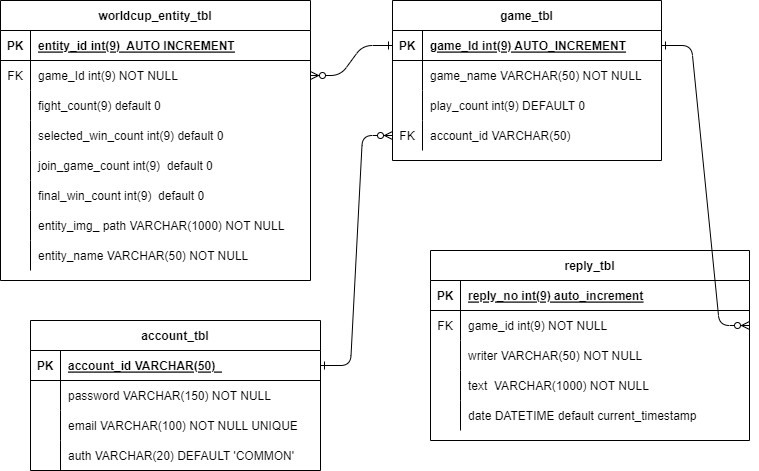 worldcup_entity_tbl
PK entity_id int(9) AUTO INCREMENT
FK game_Id int(9) NOT NULL
fight_count(9) default 0
selected_win_count int(9) default 0
join_game_count int(9) default 0
final_win_count int(9) default 0
entity_img_ path VARCHAR(1000) NOT NULL
entity_name VARCHAR(50) NOT NULL
game_tbl
PK game_Id int(9) AUTO_INCREMENT
game_name VARCHAR(50) NOT NULL
play_count int(9) DEFAULT 0
FK account_id VARCHAR(50)
account_tbl
PK account_id VARCHAR(50)_
password VARCHAR(150) NOT NULL
email VARCHAR(100) NOT NULL UNIQUE
auth VARCHAR(20) DEFAULT 'COMMON'
reply_tbl
PK reply_no int(9) auto_increment
FK game_id int(9) NOT NULL
writer VARCHAR(50) NOT NULL
text VARCHAR(1000) NOT NULL
date DATETIME default current_timestamp